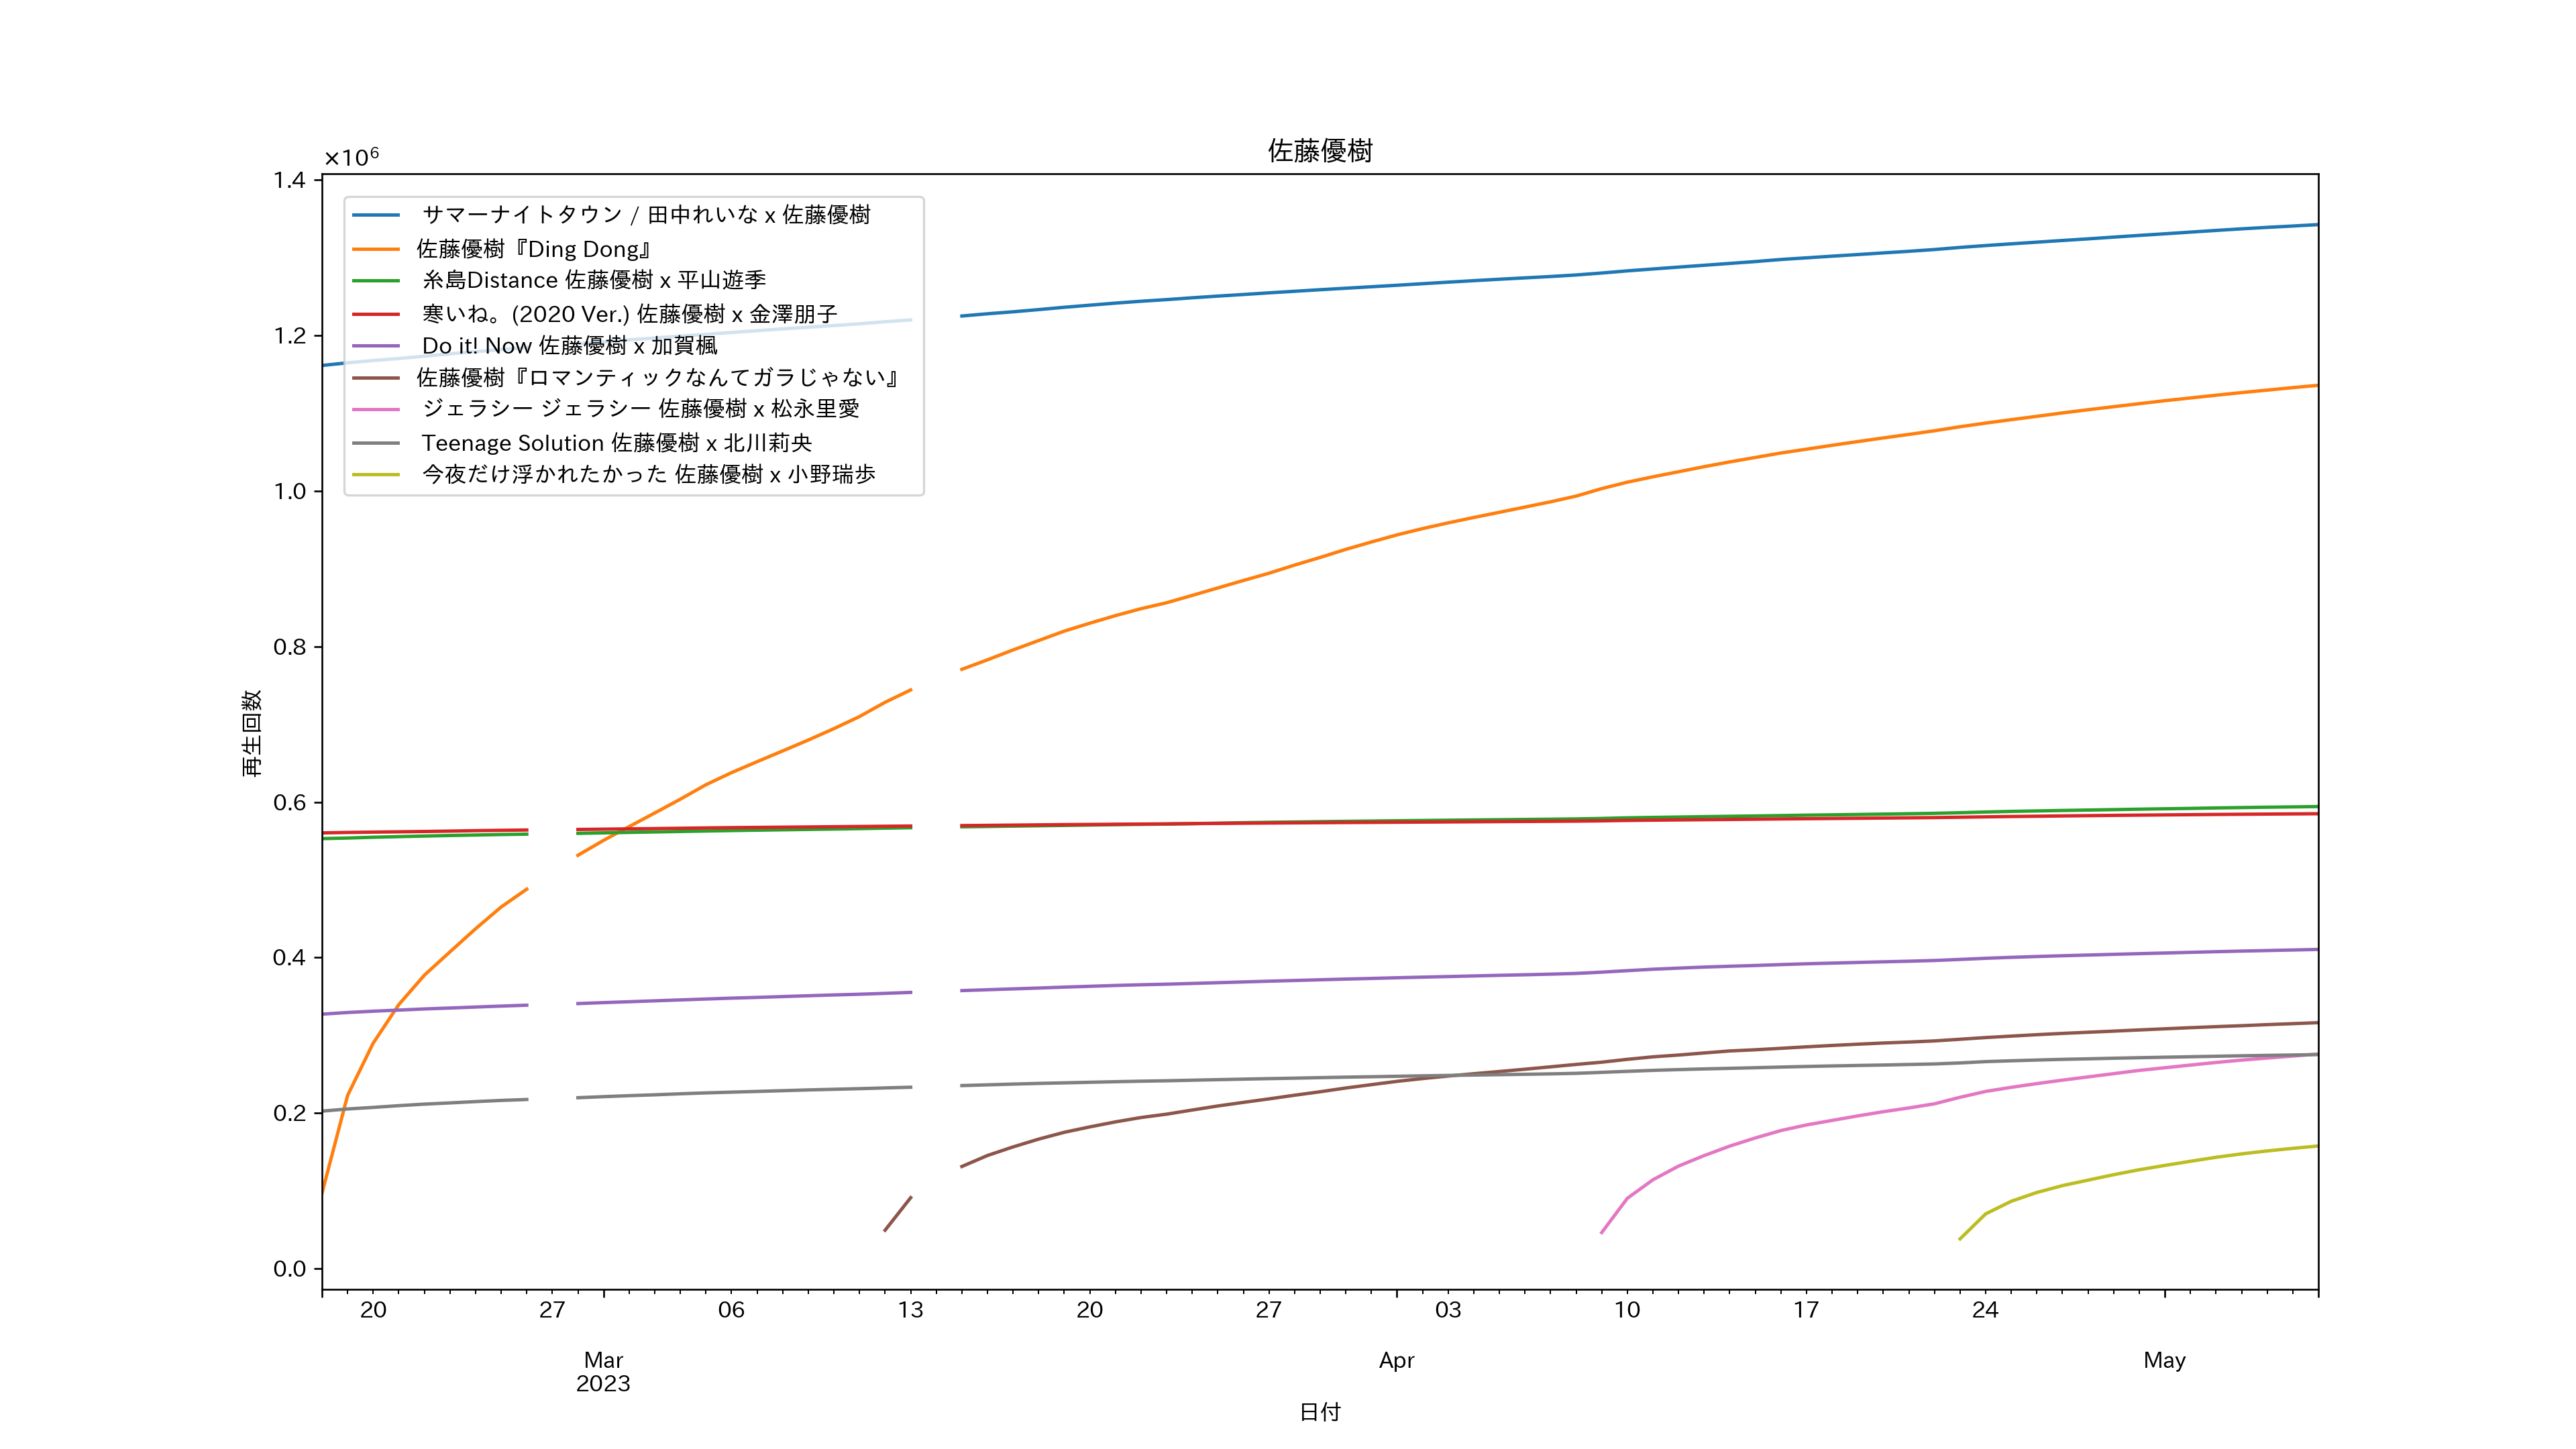 佐藤優樹
×10⁶
1.4
1.2
1.0
0.8
0.6
0.4
0.2
0.0
再生回数
サマーナイトタウン / 田中れいな x 佐藤優樹
佐藤優樹『Ding Dong』
糸島Distance 佐藤優樹 x 平山遊季
寒いね。(2020 Ver.) 佐藤優樹 x 金澤朋子
Do it! Now 佐藤優樹 x 加賀楓
佐藤優樹『ロマンティックなんてガラじゃない』
ジェラシー ジェラシー 佐藤優樹 x 松永里愛
Teenage Solution 佐藤優樹 x 北川莉央
今夜だけ浮かれたかった 佐藤優樹 x 小野瑞歩
20 27 06 13 20 27 03 10 17 24
Mar Apr May
2023
日付